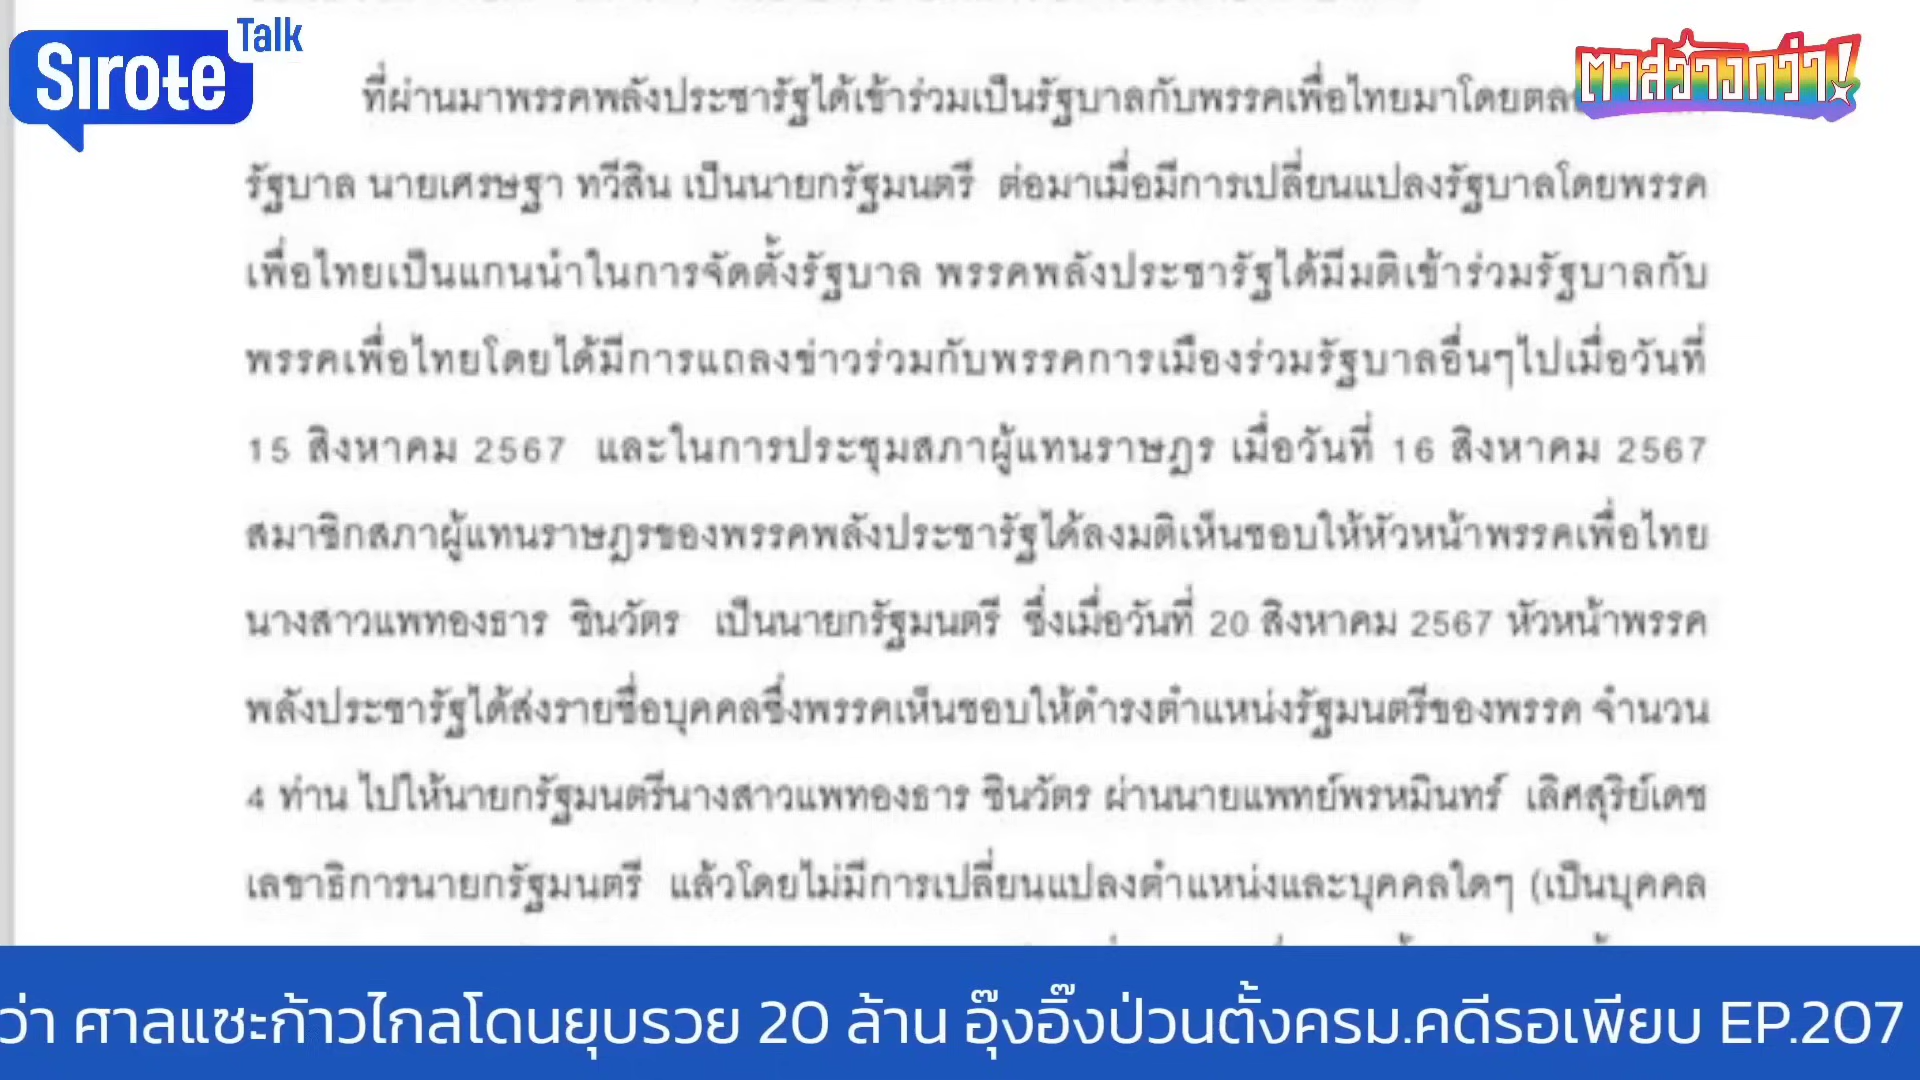 Sirote Talk
ตาสว่างกว่า!
ที่ผ่านมาพรรคพลังประชารัฐได้เข้าร่วมเป็นรัฐบาลกับพรรคเพื่อไทยมาโดย
รัฐบาล นายเศรษฐา ทวีสิน เป็นนายกรัฐมนตรี ต่อมาเมื่อมีการเปลี่ยนแปลงรัฐบาลโดยพรรค
เพื่อไทยเป็นแกนนำในการจัดตั้งรัฐบาล พรรคพลังประชารัฐได้มีมติเข้าร่วมรัฐบาลกับ
พรรคเพื่อไทยโดยได้มีการแถลงข่าวร่วมกับพรรคการเมืองร่วมรัฐบาลอื่นๆไปเมื่อวันที่
15 สิงหาคม 2567 และในการประชุมสภาผู้แทนราษฎร เมื่อวันที่ 16 สิงหาคม 2567
สมาชิกสภาผู้แทนราษฎรของพรรคพลังประชารัฐได้ลงมติเห็นชอบให้หัวหน้าพรรคเพื่อไทย
นางสาวแพทองธาร ชินวัตร เป็นนายกรัฐมนตรี ซึ่งเมื่อวันที่ 20 สิงหาคม 2567 หัวหน้าพรรค
พลังประชารัฐได้ส่งรายชื่อบุคคลซึ่งพรรคเห็นชอบให้ดำรงตำแหน่งรัฐมนตรีของพรรค จำนวน
4 ท่าน ไปให้นายกรัฐมนตรีนางสาวแพทองธาร ชินวัตร ผ่านนายแพทย์พรหมินทร์ เลิศสุริย์เดช
เลขาธิการนายกรัฐมนตรี แล้วโดยไม่มีการเปลี่ยนแปลงตำแหน่งและบุคคลใดๆ (เป็นบุคคล
ว่า ศาลแซะก้าวไกลโดนยุบรวย 20 ล้าน อุ๊งอิ๊งป่วนตั้งครม.คดีรอเพียบ EP.207